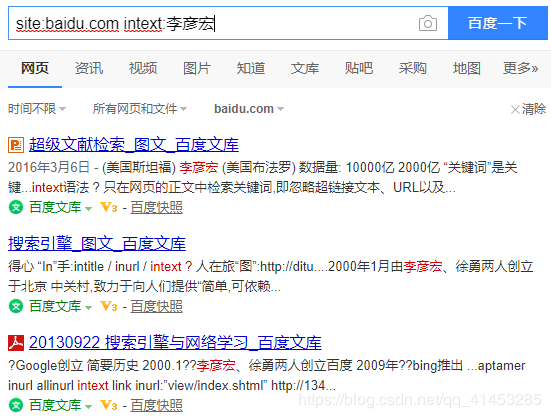 site:baidu.com intext:李彦宏 百度一下
网页 资讯 视频 图片 知道 文库 贴吧 采购 地图 更多»
时间不限 所有网页和文件 baidu.com 清除
超级文献检索_图文_百度文库
2016年3月6日 - (美国斯坦福) 李彦宏 (美国布法罗) 数据量: 10000亿 2000亿 “关键词”是关
键...intext语法 ? 只在网页的正文中检索关键词,即忽略超链接文本、URL以及...
百度文库 V3 - 百度快照
搜索引擎_图文_百度文库
得心 “In”手:intitle / inurl / intext ? 人在旅“图”:http://ditu....2000年1月由李彦宏、徐勇两人创立
于北京 中关村,致力于向人们提供“简单,可依赖...
百度文库 V3 - 百度快照
20130922 搜索引擎与网络学习_百度文库
?Google创立 简要历史 2000.1??李彦宏、徐勇两人创立百度 2009年??bing推出 ...aptamer
inurl allinurl intext link inurl:"view/index.shtml" http://134...
百度文库 V3 - 百度快照
https://blog.csdn.net/qq_41453285